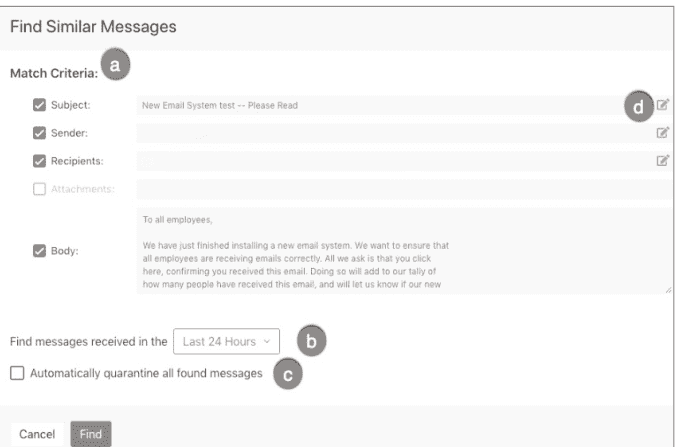 Find Similar Messages
Match Criteria: a
Subject: New Email System test -- Please Read d
Sender:
Recipients:
Attachments:
To all employees,
We have just finished installing a new email system. We want to ensure that
Body: all employees are receiving emails correctly. All we ask is that you click
here, confirming you received this email. Doing so will add to our tally of
how many people have received this email, and will let us know if our new
Find messages received in the Last 24 Hours b
Automatically quarantine all found messages c
Cancel Find